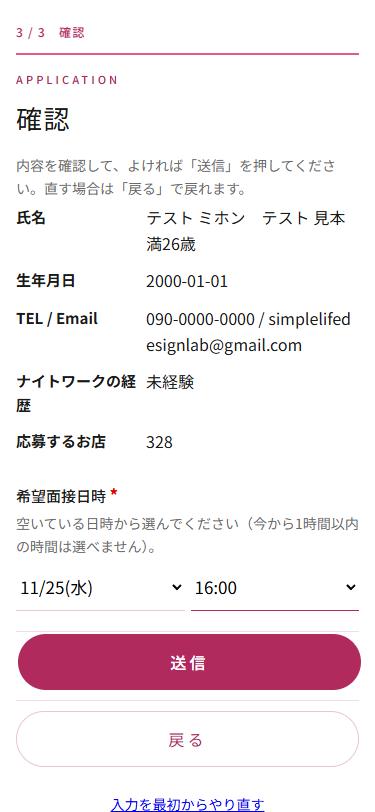 3 / 3 確認
APPLICATION
確認
内容を確認して、よければ「送信」を押してくださ
い。直す場合は「戻る」で戻れます。
氏名 テスト ミホン テスト 見本
満26歳
生年月日 2000-01-01
TEL / Email 090-0000-0000 / simplelifed
esignlab@gmail.com
ナイトワークの経 未経験
歴
応募するお店 328
希望面接日時 *
空いている日時から選んでください（今から1時間以内
の時間は選べません）。
11/25(水) 16:00
送信
戻る
入力を最初からやり直す